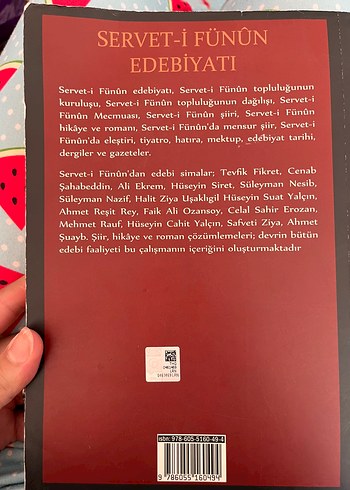 SERVET-İ FÜNÛN
EDEBİYATI
Servet-i Fünûn edebiyatı, Servet-i Fünûn topluluğunun
kuruluşu, Servet-i Fünûn topluluğunun dağılışı, Servet-i
Fünûn Mecmuası, Servet-i Fünûn şiiri, Servet-i Fünûn
hikâye ve romanı, Servet-i Fünûn'da mensur şiir, Servet-i
Fünûn'da eleştiri, tiyatro, hatıra, mektup, edebiyat tarihi,
dergiler ve gazeteler.
Servet-i Fünûn'dan edebi simalar; Tevfik Fikret, Cenab
Şahabeddin, Ali Ekrem, Hüseyin Siret, Süleyman Nesib,
Süleyman Nazif, Halit Ziya Uşaklıgil Hüseyin Suat Yalçın,
Ahmet Reşit Rey, Faik Ali Ozansoy, Celal Sahir Erozan,
Mehmet Rauf, Hüseyin Cahit Yalçın, Safveti Ziya, Ahmet
Şuayb. Şiir, hikâye ve roman çözümlemeleri; devrin bütün
edebi faaliyeti bu çalışmanın içeriğini oluşturmaktadır
isbn: 978-605-5160-49-4
9 786055 160494